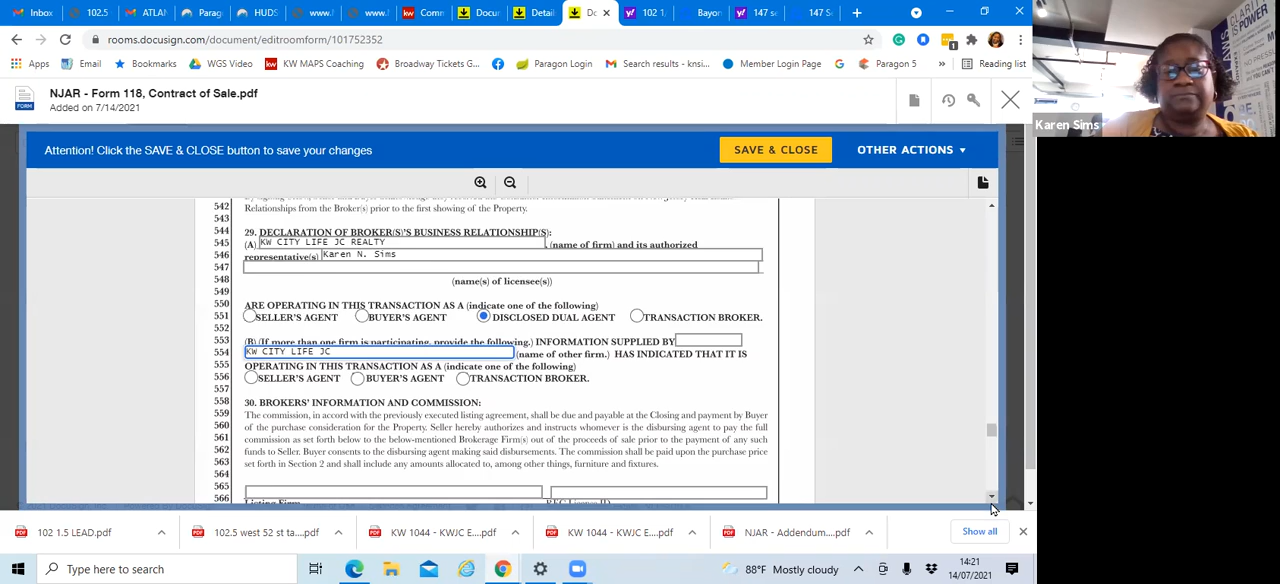 Inbox
102.5
ATLAN
Parag
HUDS
www.f
www.f
Comm
Docu
Detail
Do
102 1
Bayon
147 se
147 S
rooms.docusign.com/document/editroomform/101752352
Apps
Email
Bookmarks
WGS Video
KW MAPS Coaching
Broadway Tickets G...
Paragon Login
Search results - knsi...
Member Login Page
Paragon 5
Reading list
NJAR - Form 118, Contract of Sale.pdf
Added on 7/14/2021
Karen Sims
Attention! Click the SAVE & CLOSE button to save your changes
SAVE & CLOSE
OTHER ACTIONS
542 Relationships from the Broker(s) prior to the first showing of the Property.
543
544 29. DECLARATION OF BROKER(S)'S BUSINESS RELATIONSHIP(S):
545 (A) KW CITY LIFE JC REALTY , (name of firm) and its authorized
546 representative(s) Karen N. Sims
547
548 (name(s) of licensee(s))
549
550 ARE OPERATING IN THIS TRANSACTION AS A (indicate one of the following)
551 SELLER'S AGENT BUYER'S AGENT DISCLOSED DUAL AGENT TRANSACTION BROKER.
552
553 (B) (If more than one firm is participating, provide the following.) INFORMATION SUPPLIED BY
554 KW CITY LIFE JC (name of other firm.) HAS INDICATED THAT IT IS
555 OPERATING IN THIS TRANSACTION AS A (indicate one of the following)
556 SELLER'S AGENT BUYER'S AGENT TRANSACTION BROKER.
557
558 30. BROKERS' INFORMATION AND COMMISSION:
559 The commission, in accord with the previously executed listing agreement, shall be due and payable at the Closing and payment by Buyer
560 of the purchase consideration for the Property. Seller hereby authorizes and instructs whomever is the disbursing agent to pay the full
561 commission as set forth below to the below-mentioned Brokerage Firm(s) out of the proceeds of sale prior to the payment of any such
562 funds to Seller. Buyer consents to the disbursing agent making said disbursements. The commission shall be paid upon the purchase price
563 set forth in Section 2 and shall include any amounts allocated to, among other things, furniture and fixtures.
564
565
566 Listing Firm REC License ID
102 1.5 LEAD.pdf
102.5 west 52 st ta....pdf
KW 1044 - KWJC E....pdf
KW 1044 - KWJC E....pdf
NJAR - Addendum....pdf
Show all
Type here to search
88°F Mostly cloudy
14:21
14/07/2021